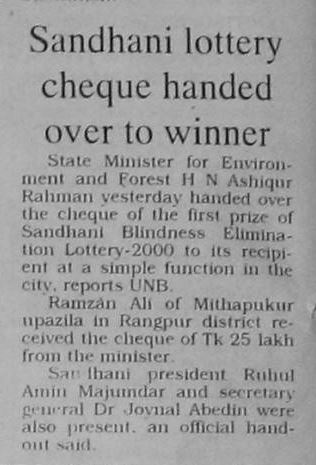 Sandhani lottery
cheque handed
over to winner
State Minister for Environ-
ment and Forest H N Ashiqur
Rahman yesterday handed over
the cheque of the first prize of
Sandhani Blindness Elimina-
tion Lottery-2000 to its recipi-
ent at a simple function in the
city, reports UNB.
Ramzan Ali of Mithapukur
upazila in Rangpur district re-
ceived the cheque of Tk 25 lakh
from the minister.
Sandhani president Ruhul
Amin Majumdar and secretary
general Dr Joynal Abedin were
also present, an official hand-
out said.